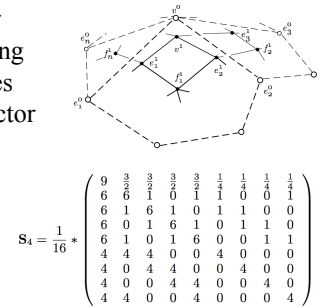 v^0
e_n^0 f_n^1 v^1 e_3^1 e_3^0
ing
e_1^1 e_2^1 f_2^1
es
f_1^1
e_1^0 e_2^0
ctor
9 3/2 3/2 3/2 3/2 1/4 1/4 1/4 1/4
6 6 1 0 1 1 0 0 1
6 1 6 1 0 1 1 0 0
6 0 1 6 1 0 1 1 0
S_4 = 1/16 * 6 1 0 1 6 0 0 1 1
4 4 4 0 0 4 0 0 0
4 0 4 4 0 0 4 0 0
4 0 0 4 4 0 0 4 0
4 4 0 0 4 0 0 0 4